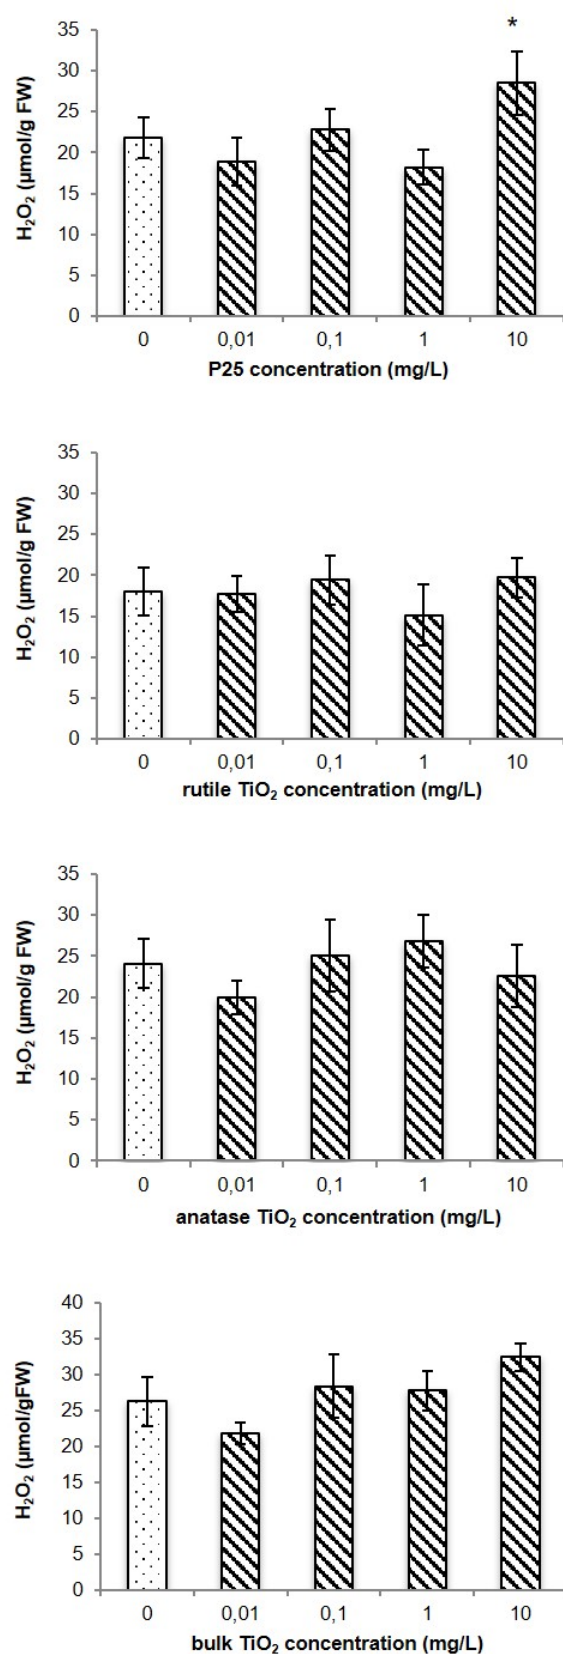 *
35
30
25
20
15
10
5
0
H₂O₂ (µmol/g FW)
0 0,01 0,1 1 10
P25 concentration (mg/L)
35
30
25
20
15
10
5
0
H₂O₂ (µmol/g FW)
0 0,01 0,1 1 10
rutile TiO₂ concentration (mg/L)
35
30
25
20
15
10
5
0
H₂O₂ (µmol/g FW)
0 0,01 0,1 1 10
anatase TiO₂ concentration (mg/L)
40
35
30
25
20
15
10
5
0
H₂O₂ (µmol/gFW)
0 0,01 0,1 1 10
bulk TiO₂ concentration (mg/L)